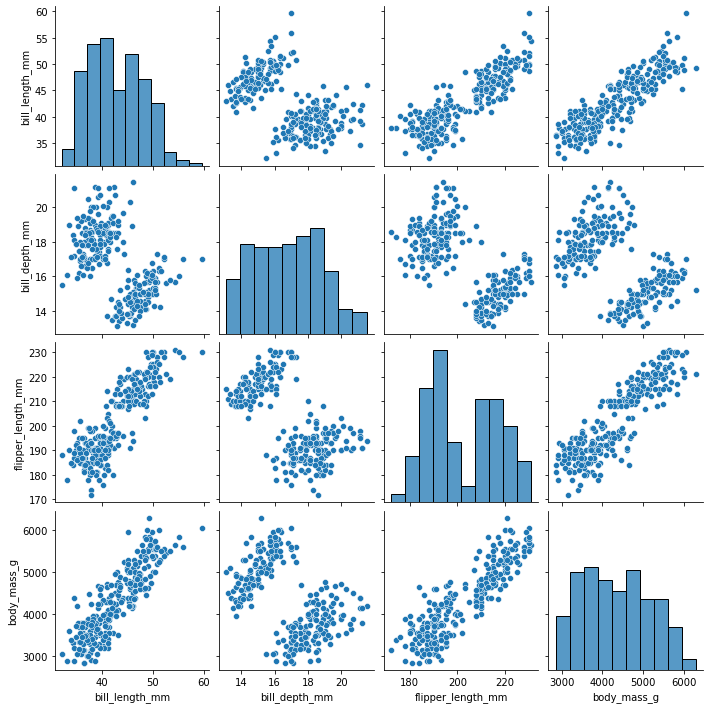 60
55
50
45
40
35
bill_length_mm
20
18
16
14
bill_depth_mm
230
220
210
200
190
180
170
flipper_length_mm
6000
5000
4000
3000
body_mass_g
40 50 60
bill_length_mm
14 16 18 20
bill_depth_mm
180 200 220
flipper_length_mm
3000 4000 5000 6000
body_mass_g